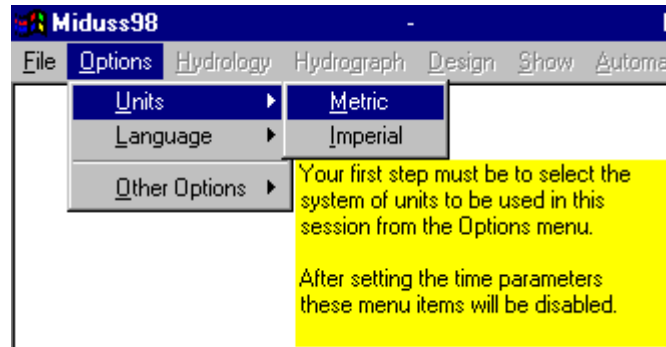 Miduss98 -
File Options Hydrology Hydrograph Design Show Automa
Units Metric
Language Imperial
Other Options
Your first step must be to select the
system of units to be used in this
session from the Options menu.
After setting the time parameters
these menu items will be disabled.